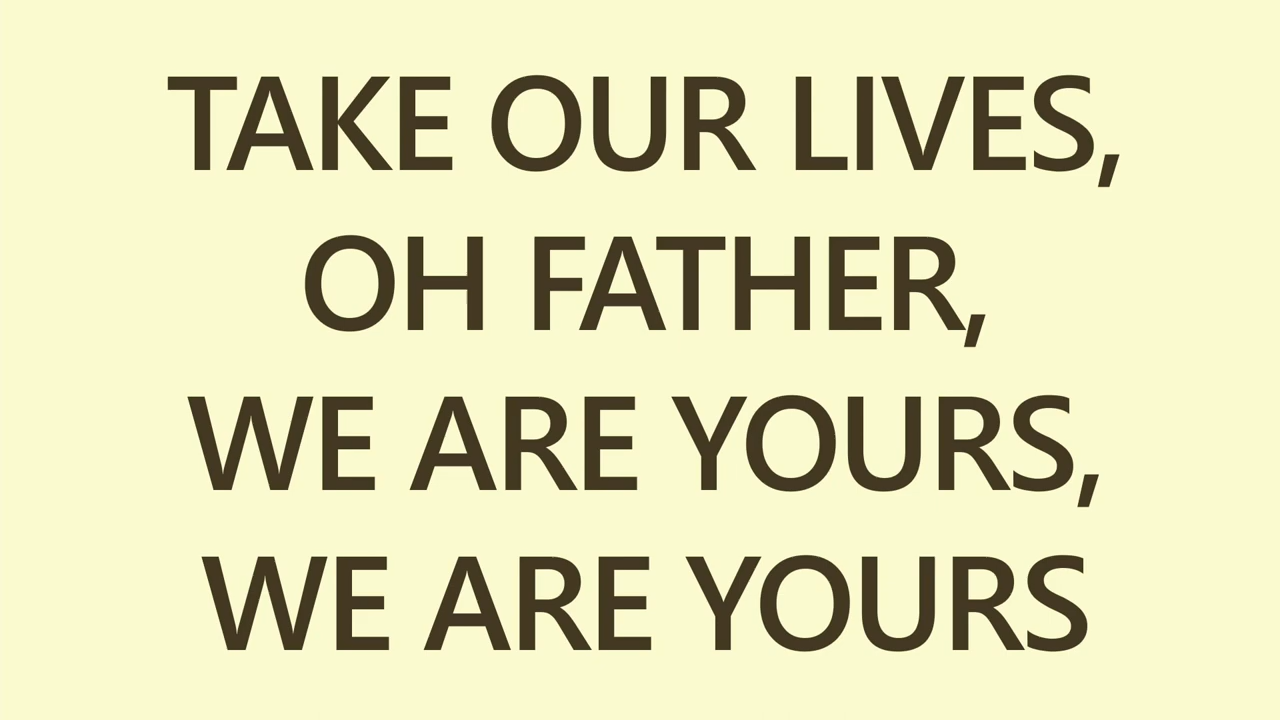 TAKE OUR LIVES,
OH FATHER,
WE ARE YOURS,
WE ARE YOURS